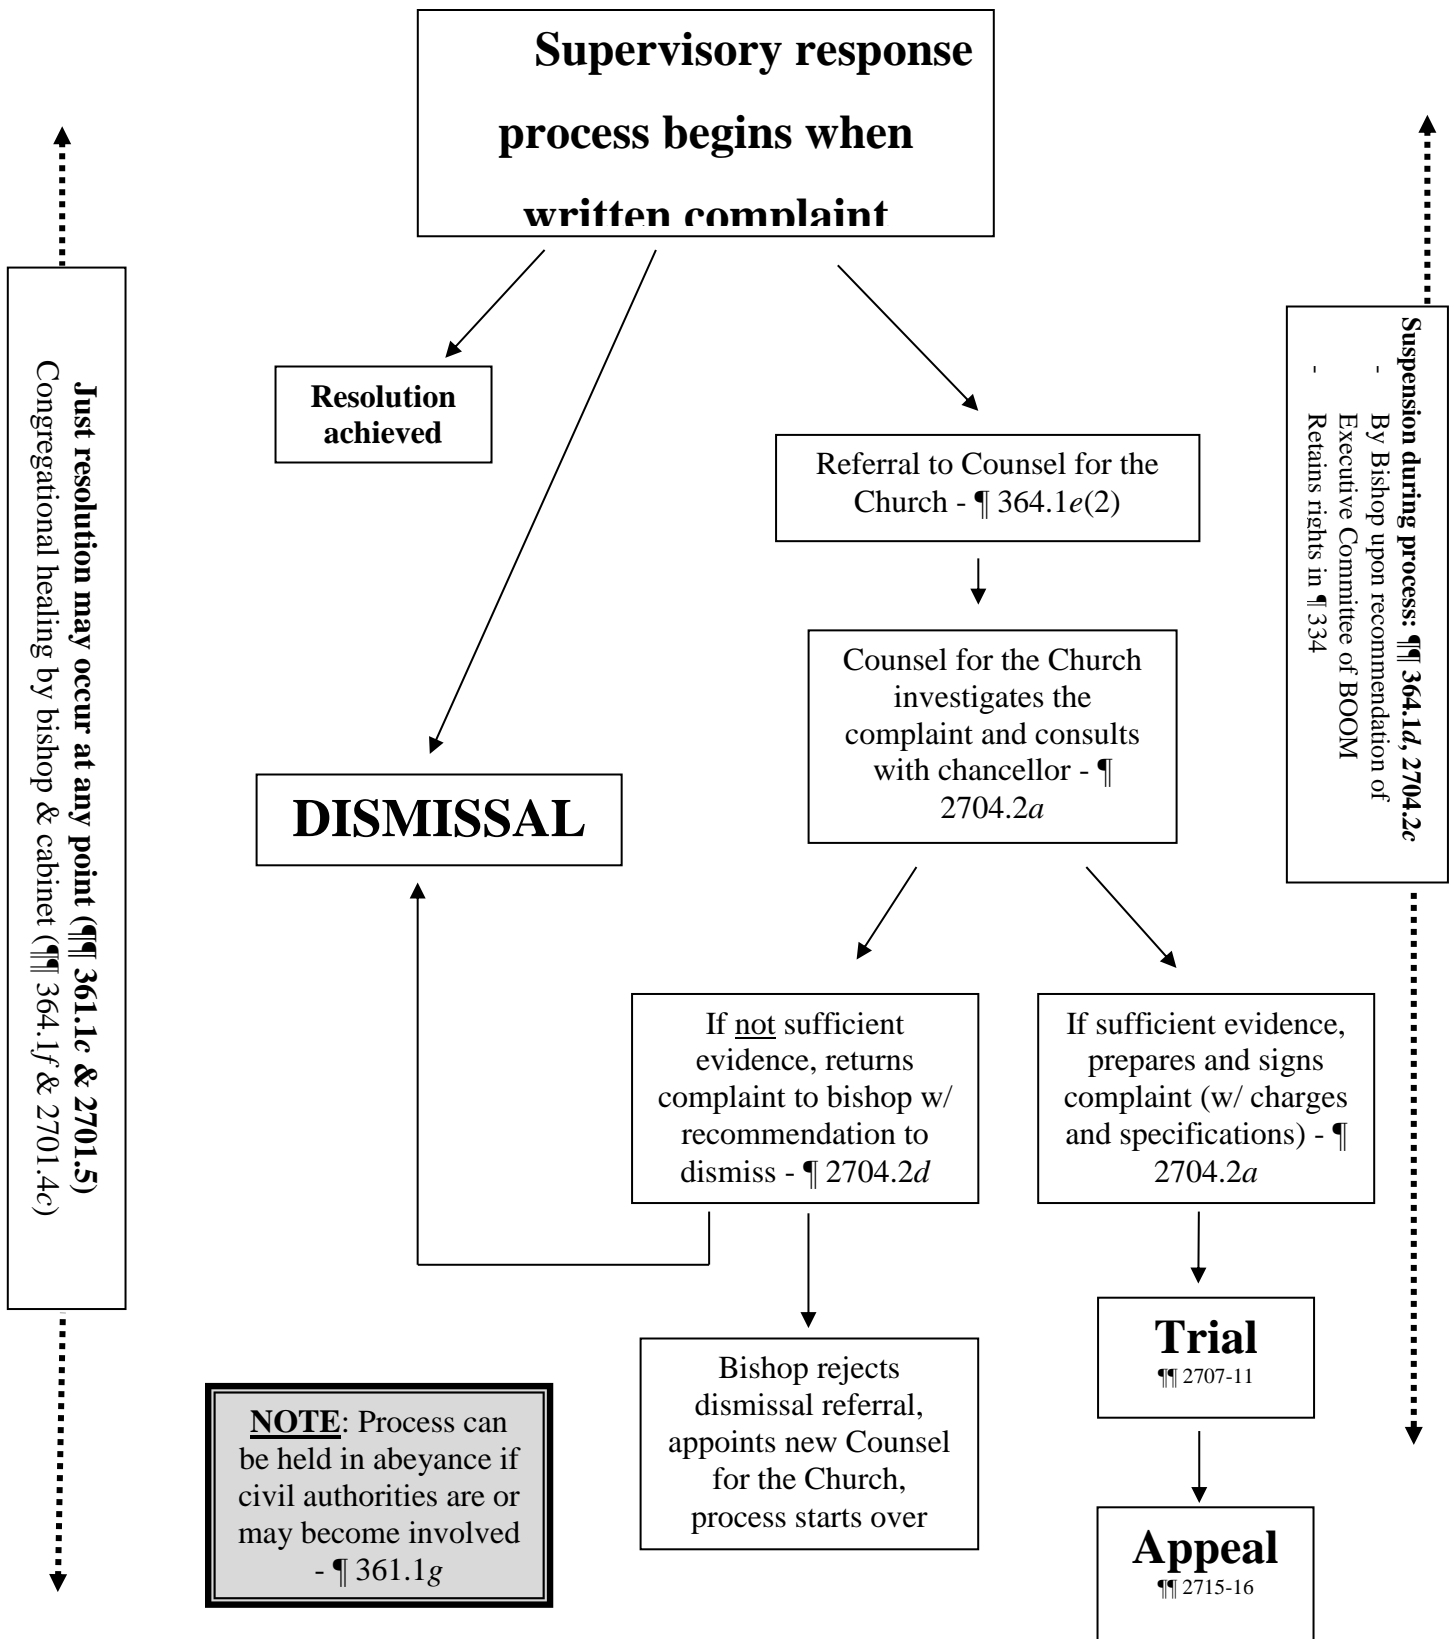 Supervisory response
process begins when
written complaint
Just resolution may occur at any point (¶¶ 361.1c & 2701.5)
Congregational healing by bishop & cabinet (¶¶ 364.1f & 2701.4c)
Suspension during process: ¶¶ 364.1d, 2704.2c
- By Bishop upon recommendation of
Executive Committee of BOOM
- Retains rights in ¶ 334
Resolution
achieved
Referral to Counsel for the
Church - ¶ 364.1e(2)
Counsel for the Church
investigates the
complaint and consults
with chancellor - ¶
2704.2a
DISMISSAL
If not sufficient
evidence, returns
complaint to bishop w/
recommendation to
dismiss - ¶ 2704.2d
If sufficient evidence,
prepares and signs
complaint (w/ charges
and specifications) - ¶
2704.2a
Bishop rejects
dismissal referral,
appoints new Counsel
for the Church,
process starts over
Trial
¶¶ 2707-11
Appeal
¶¶ 2715-16
NOTE: Process can
be held in abeyance if
civil authorities are or
may become involved
- ¶ 361.1g